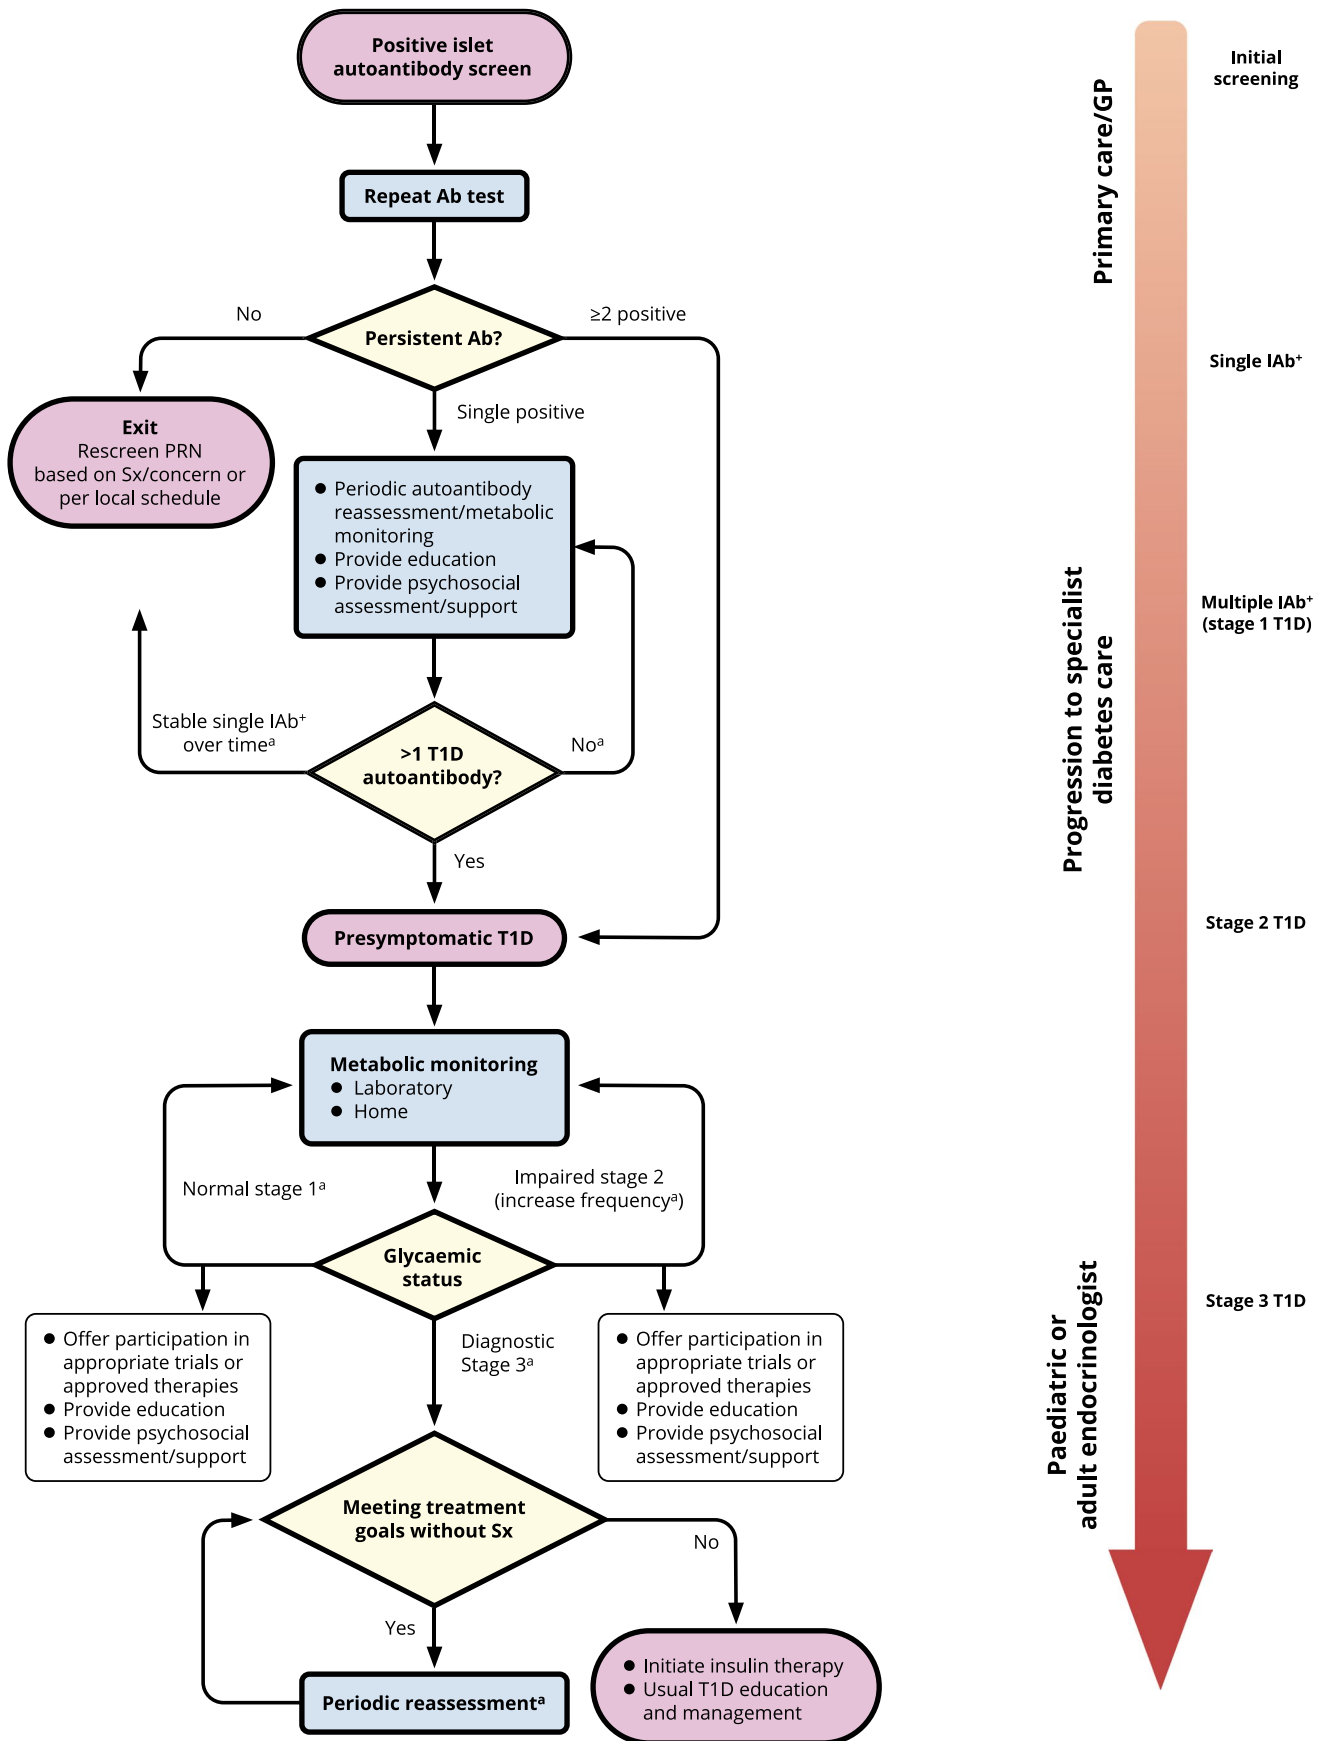 Positive islet
autoantibody screen
Repeat Ab test
Persistent Ab?
No
≥2 positive
Single positive
Exit
Rescreen PRN
based on Sx/concern or
per local schedule
● Periodic autoantibody
reassessment/metabolic
monitoring
● Provide education
● Provide psychosocial
assessment/support
Stable single IAb⁺
over timeᵃ
>1 T1D
autoantibody?
Noᵃ
Yes
Presymptomatic T1D
Metabolic monitoring
● Laboratory
● Home
Normal stage 1ᵃ
Impaired stage 2
(increase frequencyᵃ)
Glycaemic
status
● Offer participation in
appropriate trials or
approved therapies
● Provide education
● Provide psychosocial
assessment/support
Diagnostic
Stage 3ᵃ
● Offer participation in
appropriate trials or
approved therapies
● Provide education
● Provide psychosocial
assessment/support
Meeting treatment
goals without Sx
No
Yes
Periodic reassessmentᵃ
● Initiate insulin therapy
● Usual T1D education
and management
Primary care/GP
Progression to specialist
diabetes care
Paediatric or
adult endocrinologist
Initial
screening
Single IAb⁺
Multiple IAb⁺
(stage 1 T1D)
Stage 2 T1D
Stage 3 T1D